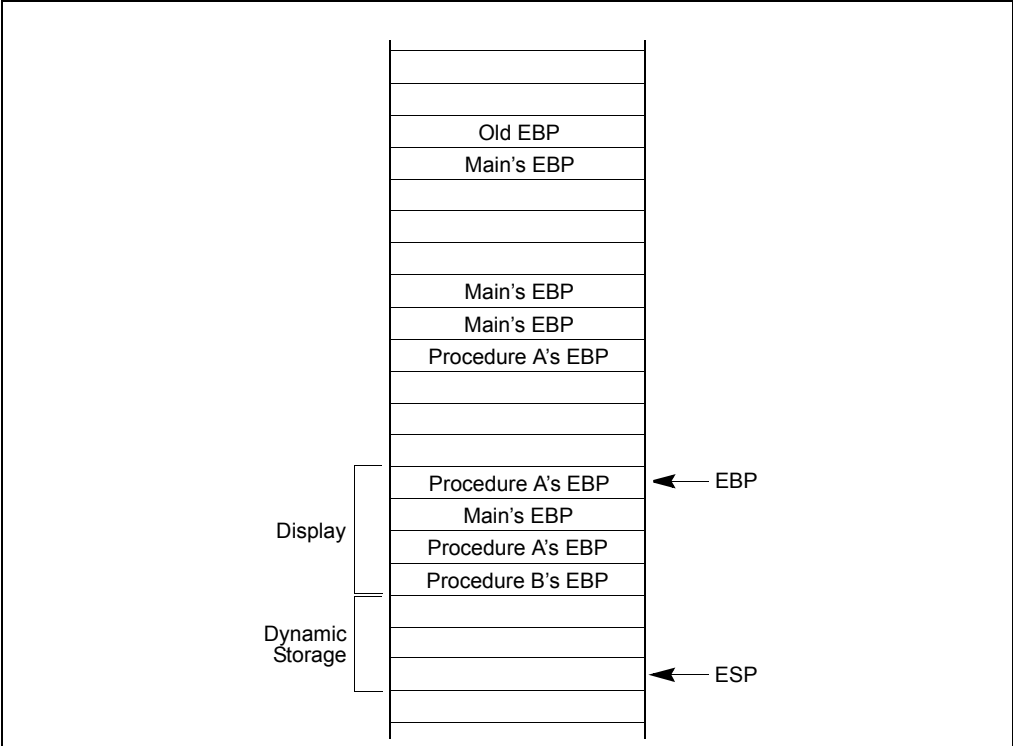 Old EBP
Main’s EBP
Main’s EBP
Main’s EBP
Procedure A’s EBP
Procedure A’s EBP
EBP
Main’s EBP
Display
Procedure A’s EBP
Procedure B’s EBP
Dynamic
Storage
ESP